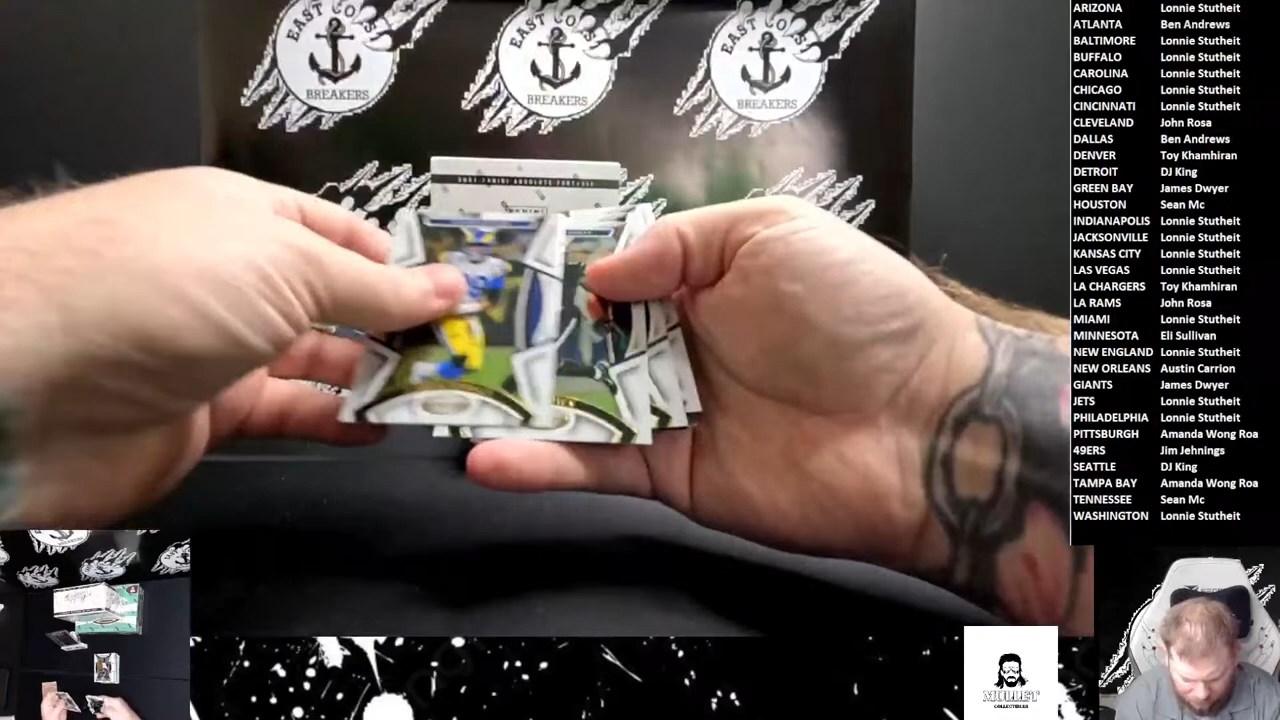 EAST COAST
BREAKERS
EAST COAST
BREAKERS
EAST COAST
BREAKERS
2021 PANINI ABSOLUTE FOOTBALL
PANINI
ARIZONA Lonnie Stutheit
ATLANTA Ben Andrews
BALTIMORE Lonnie Stutheit
BUFFALO Lonnie Stutheit
CAROLINA Lonnie Stutheit
CHICAGO Lonnie Stutheit
CINCINNATI Lonnie Stutheit
CLEVELAND John Rosa
DALLAS Ben Andrews
DENVER Toy Khamhiran
DETROIT DJ King
GREEN BAY James Dwyer
HOUSTON Sean Mc
INDIANAPOLIS Lonnie Stutheit
JACKSONVILLE Lonnie Stutheit
KANSAS CITY Lonnie Stutheit
LAS VEGAS Lonnie Stutheit
LA CHARGERS Toy Khamhiran
LA RAMS John Rosa
MIAMI Lonnie Stutheit
MINNESOTA Eli Sullivan
NEW ENGLAND Lonnie Stutheit
NEW ORLEANS Austin Carrion
GIANTS James Dwyer
JETS Lonnie Stutheit
PHILADELPHIA Lonnie Stutheit
PITTSBURGH Amanda Wong Roa
49ERS Jim Jehnings
SEATTLE DJ King
TAMPA BAY Amanda Wong Roa
TENNESSEE Sean Mc
WASHINGTON Lonnie Stutheit
MULLET
COLLECTIBLES